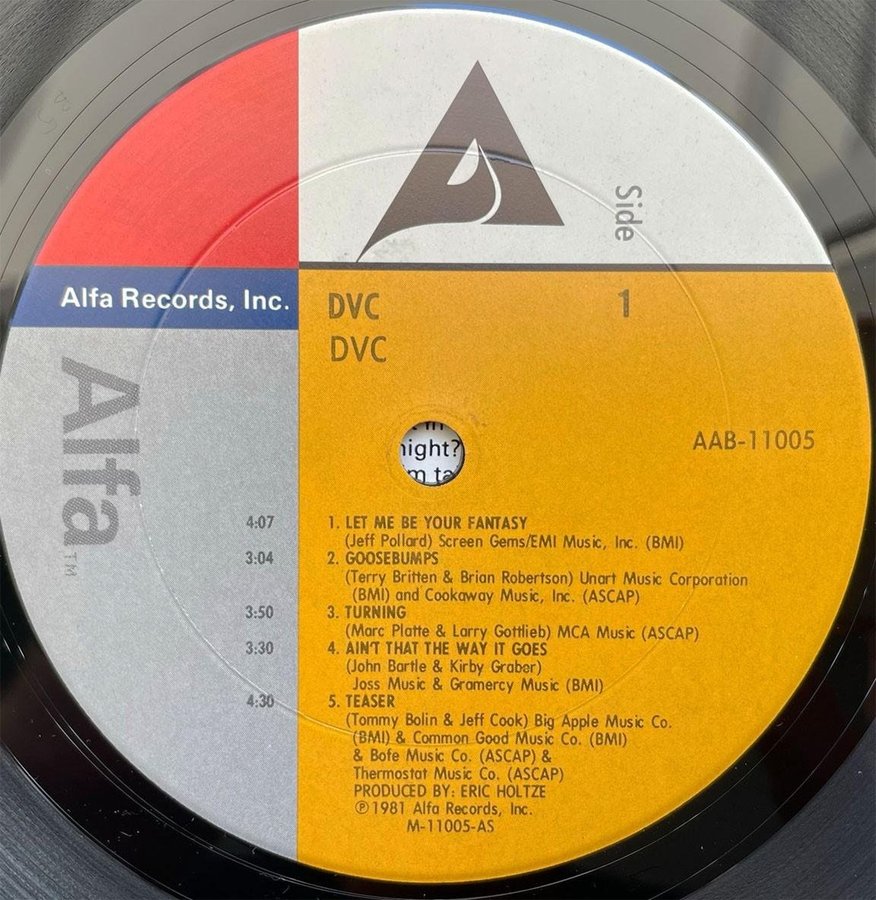 Side
1
Alfa Records, Inc.
DVC
DVC
Alfa TM
AAB-11005
night?
4:07 1. LET ME BE YOUR FANTASY
(Jeff Pollard) Screen Gems/EMI Music, Inc. (BMI)
3:04 2. GOOSEBUMPS
(Terry Britten & Brian Robertson) Unart Music Corporation
(BMI) and Cookaway Music, Inc. (ASCAP)
3:50 3. TURNING
(Marc Platte & Larry Gottlieb) MCA Music (ASCAP)
3:30 4. AIN'T THAT THE WAY IT GOES
(John Bartle & Kirby Graber)
Joss Music & Gramercy Music (BMI)
4:30 5. TEASER
(Tommy Bolin & Jeff Cook) Big Apple Music Co.
(BMI) & Common Good Music Co. (BMI)
& Bofe Music Co. (ASCAP) &
Thermostat Music Co. (ASCAP)
PRODUCED BY: ERIC HOLTZE
℗1981 Alfa Records, Inc.
M-11005-AS